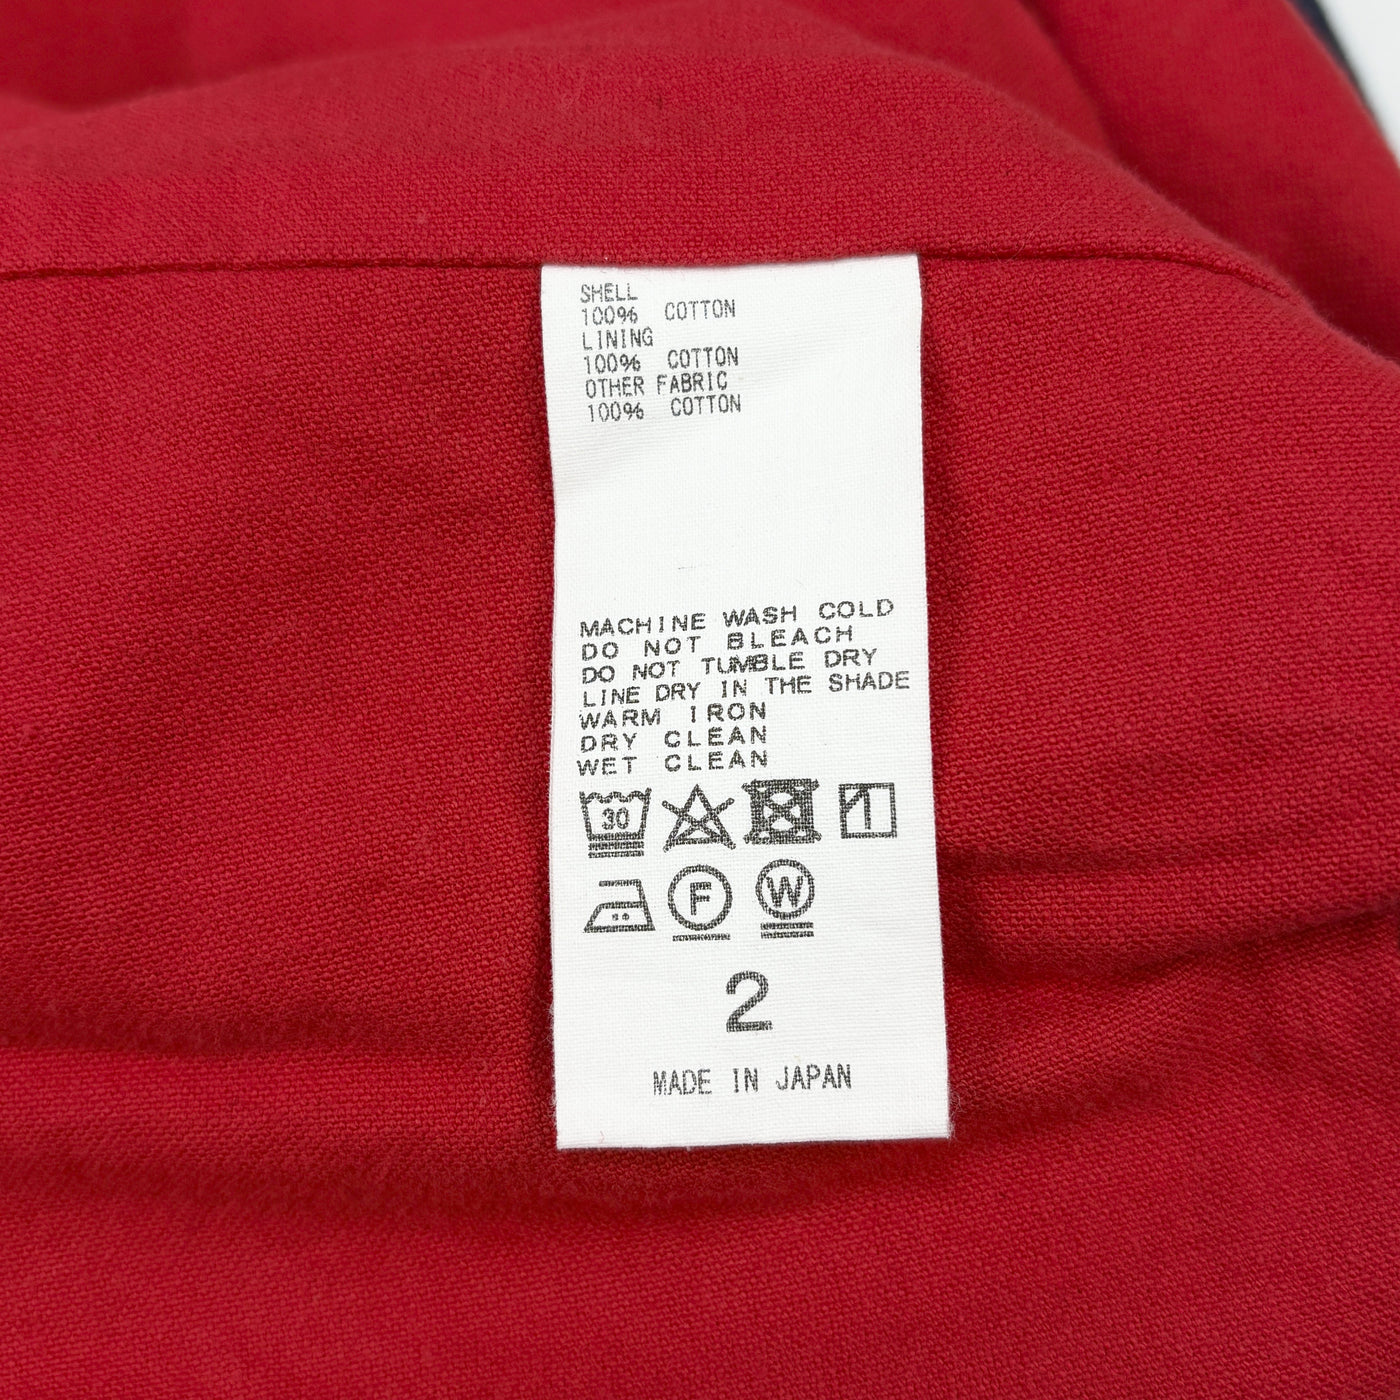 SHELL
100% COTTON
LINING
100% COTTON
OTHER FABRIC
100% COTTON
MACHINE WASH COLD
DO NOT BLEACH
DO NOT TUMBLE DRY
LINE DRY IN THE SHADE
WARM IRON
DRY CLEAN
WET CLEAN
30
F W
2
MADE IN JAPAN